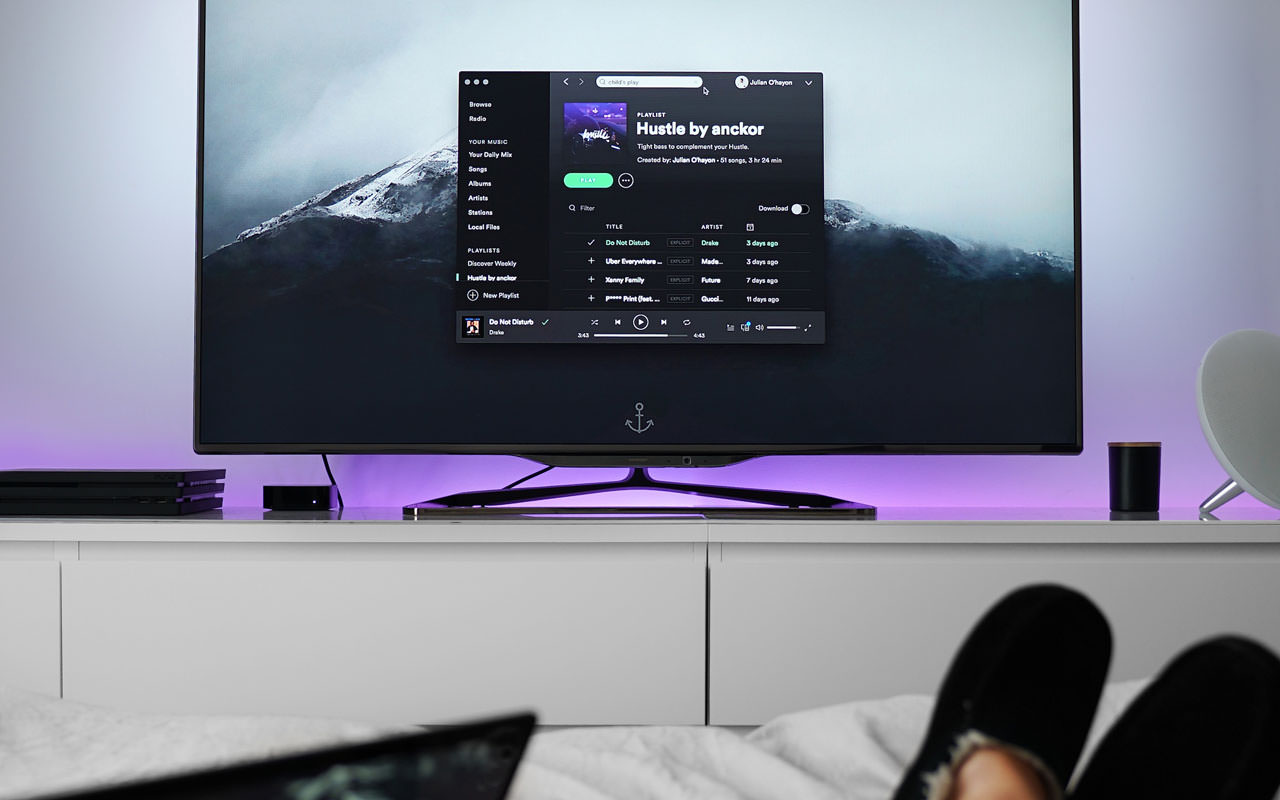 child's play
Julian O'hayon
Browse
Radio
YOUR MUSIC
Your Daily Mix
Songs
Albums
Artists
Stations
Local Files
PLAYLISTS
Discover Weekly
Hustle by anckor
New Playlist
PLAYLIST
Hustle by anckor
Tight bass to complement your Hustle.
Created by: Julian O'hayon • 51 songs, 3 hr 24 min
PLAY
Filter
Download
TITLE ARTIST
Do Not Disturb EXPLICIT Drake 3 days ago
Uber Everywhere ... EXPLICIT Made.. 3 days ago
Xanny Family EXPLICIT Future 7 days ago
P**** Print (feat. ... EXPLICIT Gucci.. 11 days ago
Do Not Disturb
Drake
3:43 4:43